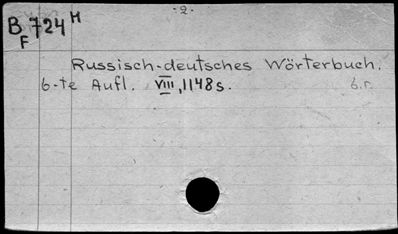 -2-
B 724 M
F
Russisch-deutsches Wörterbuch.
6-te Aufl. VIII, 1148 s. 6.r.